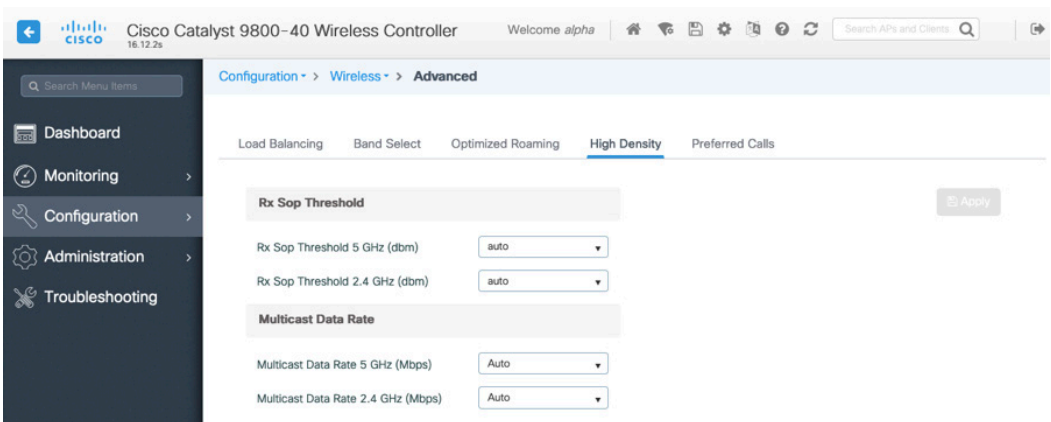 CISCO
Cisco Catalyst 9800-40 Wireless Controller
16.12.2s
Welcome alpha
Search APs and Clients
Search Menu Items
Dashboard
Monitoring
Configuration
Administration
Troubleshooting
Configuration > Wireless > Advanced
Load Balancing Band Select Optimized Roaming High Density Preferred Calls
Rx Sop Threshold
Apply
Rx Sop Threshold 5 GHz (dbm) auto
Rx Sop Threshold 2.4 GHz (dbm) auto
Multicast Data Rate
Multicast Data Rate 5 GHz (Mbps) Auto
Multicast Data Rate 2.4 GHz (Mbps) Auto